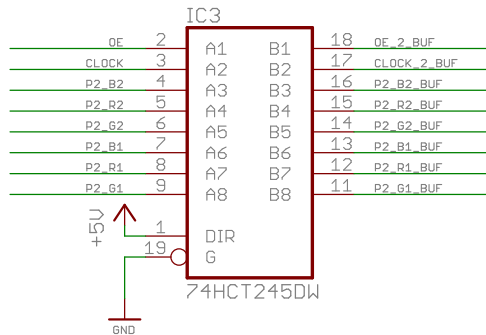 IC3
OE 2 A1 B1 18 OE_2_BUF
CLOCK 3 A2 B2 17 CLOCK_2_BUF
P2_B2 4 A3 B3 16 P2_B2_BUF
P2_R2 5 A4 B4 15 P2_R2_BUF
P2_G2 6 A5 B5 14 P2_G2_BUF
P2_B1 7 A6 B6 13 P2_B1_BUF
P2_R1 8 A7 B7 12 P2_R1_BUF
P2_G1 9 A8 B8 11 P2_G1_BUF
+5V
1 DIR
19 G
74HCT245DW
GND